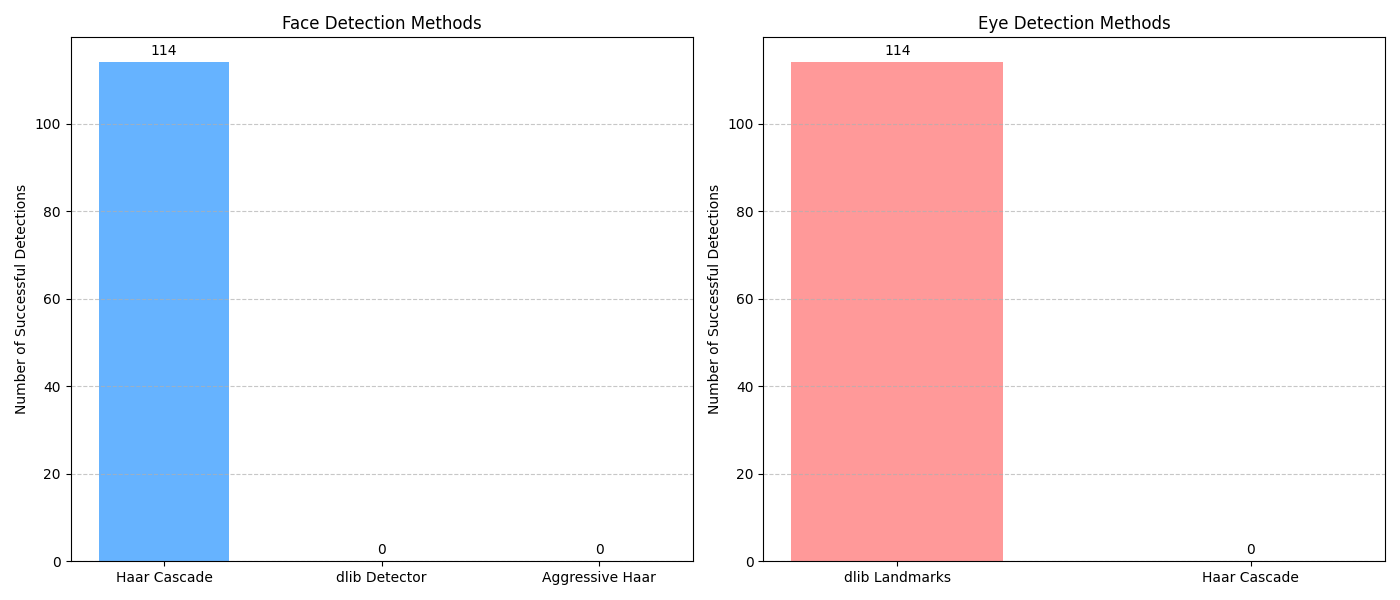 Face Detection Methods
Number of Successful Detections
100
80
60
40
20
0
114
0
0
Haar Cascade
dlib Detector
Aggressive Haar
Eye Detection Methods
Number of Successful Detections
100
80
60
40
20
0
114
0
dlib Landmarks
Haar Cascade